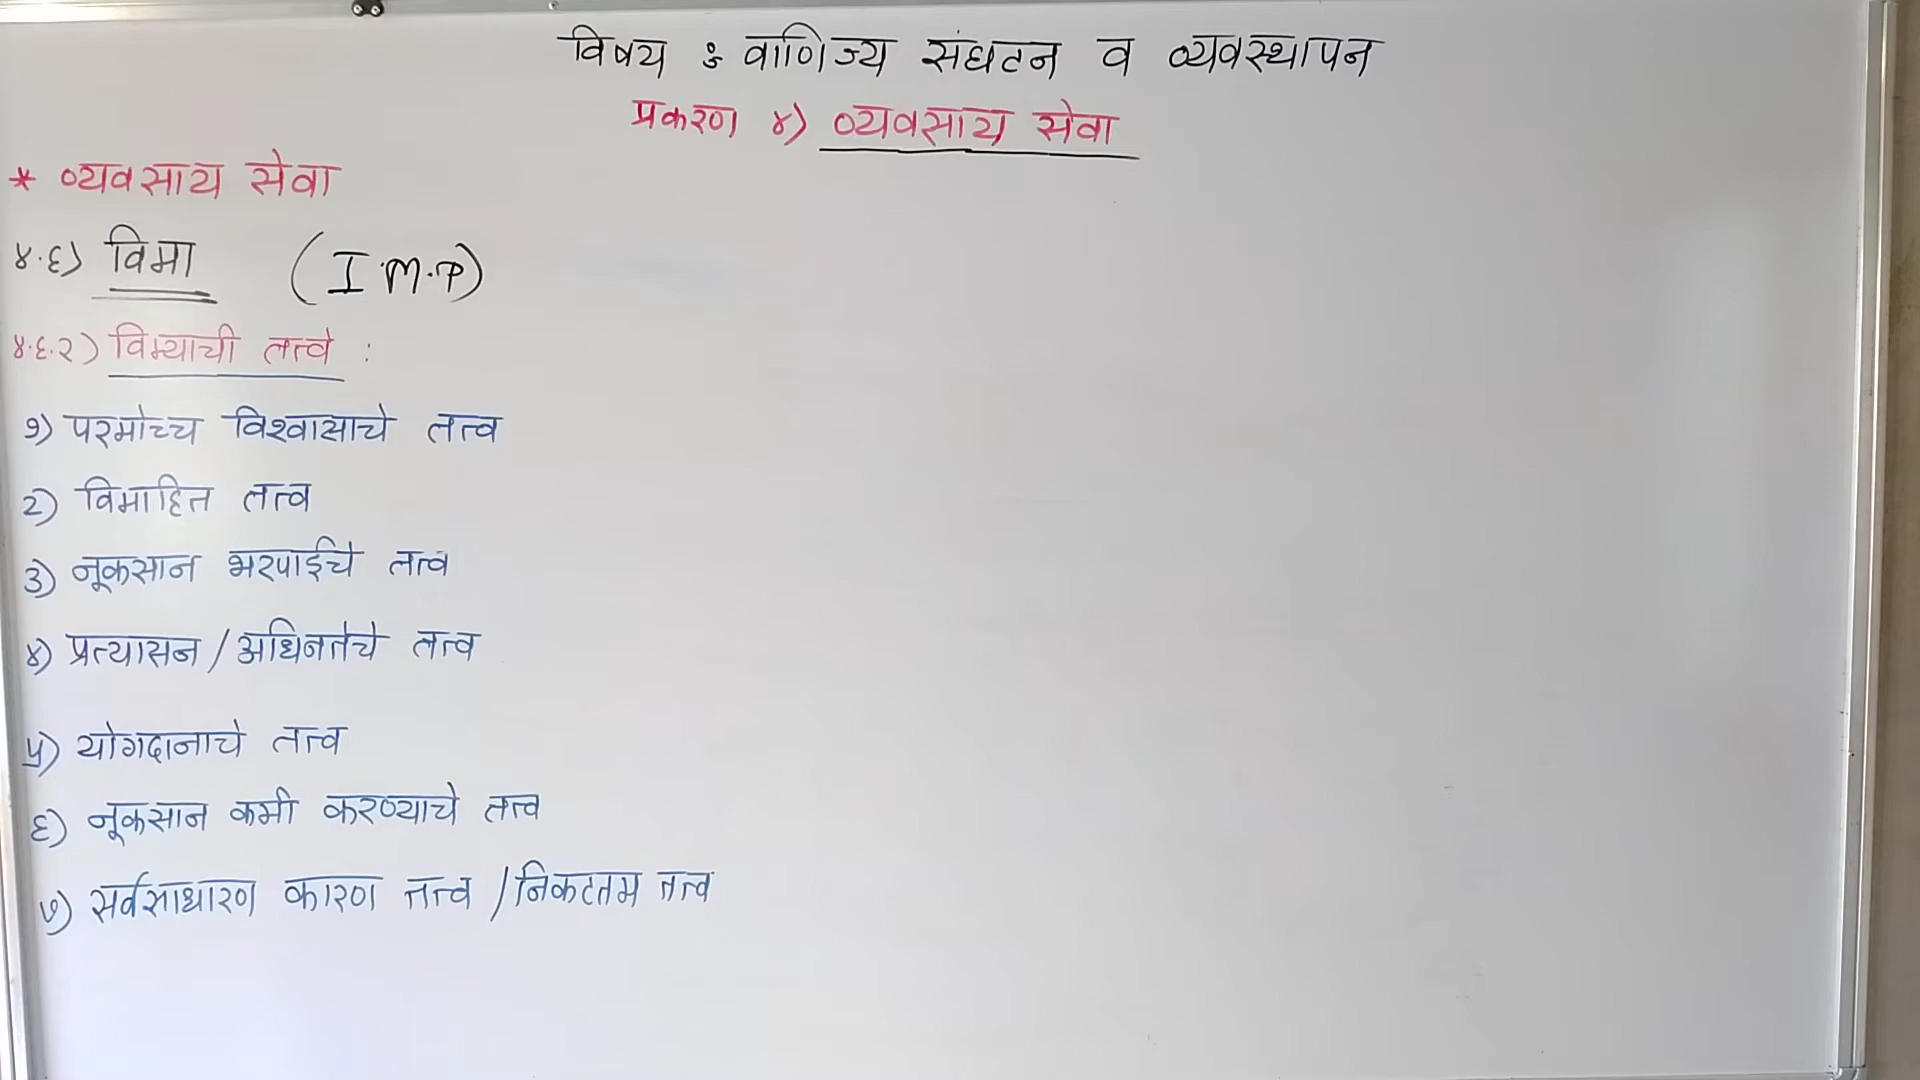 विषय : वाणिज्य संघटन व व्यवस्थापन
प्रकरण ४) व्यवसाय सेवा
* व्यवसाय सेवा
४.६) विमा (I.M.P)
४.६.२) विम्याची तत्त्वे :
१) परमोच्च विश्वासाचे तत्त्व
२) विमाहित तत्त्व
३) नूकसान भरपाईचे तत्त्व
४) प्रत्यासन / अधिनतेचे तत्त्व
५) योगदानाचे तत्त्व
६) नूकसान कमी करण्याचे तत्त्व
७) सर्वसाधारण कारण तत्त्व / निकटतम तत्त्व